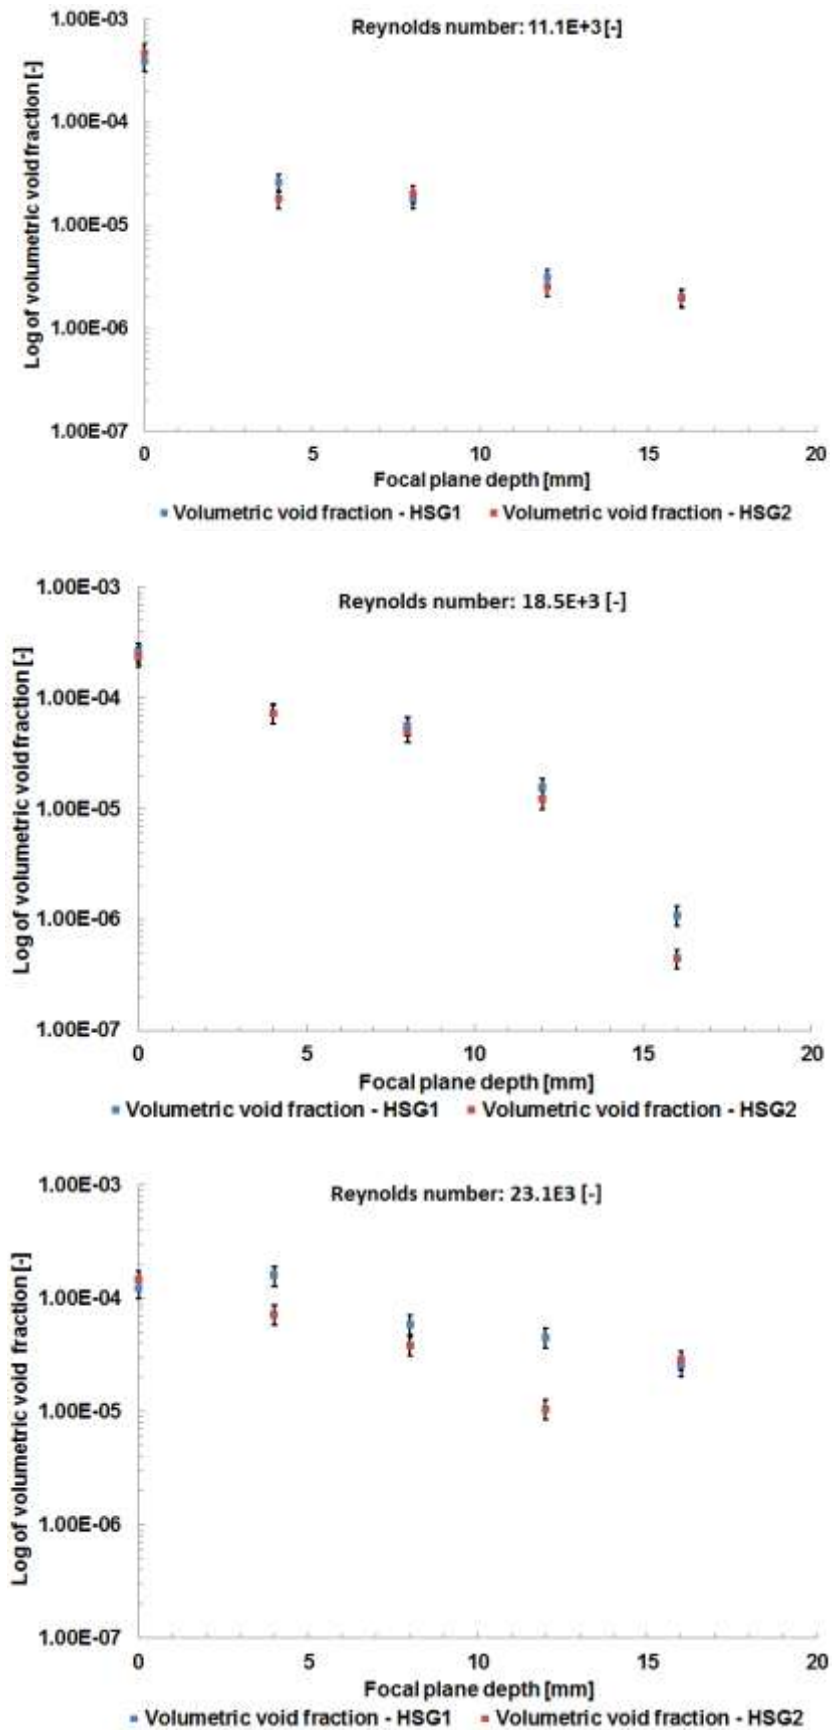 Reynolds number: 11.1E+3 [-]
Log of volumetric void fraction [-]
1.00E-03
1.00E-04
1.00E-05
1.00E-06
1.00E-07
0 5 10 15 20
Focal plane depth [mm]
Volumetric void fraction - HSG1 Volumetric void fraction - HSG2
Reynolds number: 18.5E+3 [-]
Log of volumetric void fraction [-]
1.00E-03
1.00E-04
1.00E-05
1.00E-06
1.00E-07
0 5 10 15 20
Focal plane depth [mm]
Volumetric void fraction - HSG1 Volumetric void fraction - HSG2
Reynolds number: 23.1E3 [-]
Log of volumetric void fraction [-]
1.00E-03
1.00E-04
1.00E-05
1.00E-06
1.00E-07
0 5 10 15 20
Focal plane depth [mm]
Volumetric void fraction - HSG1 Volumetric void fraction - HSG2